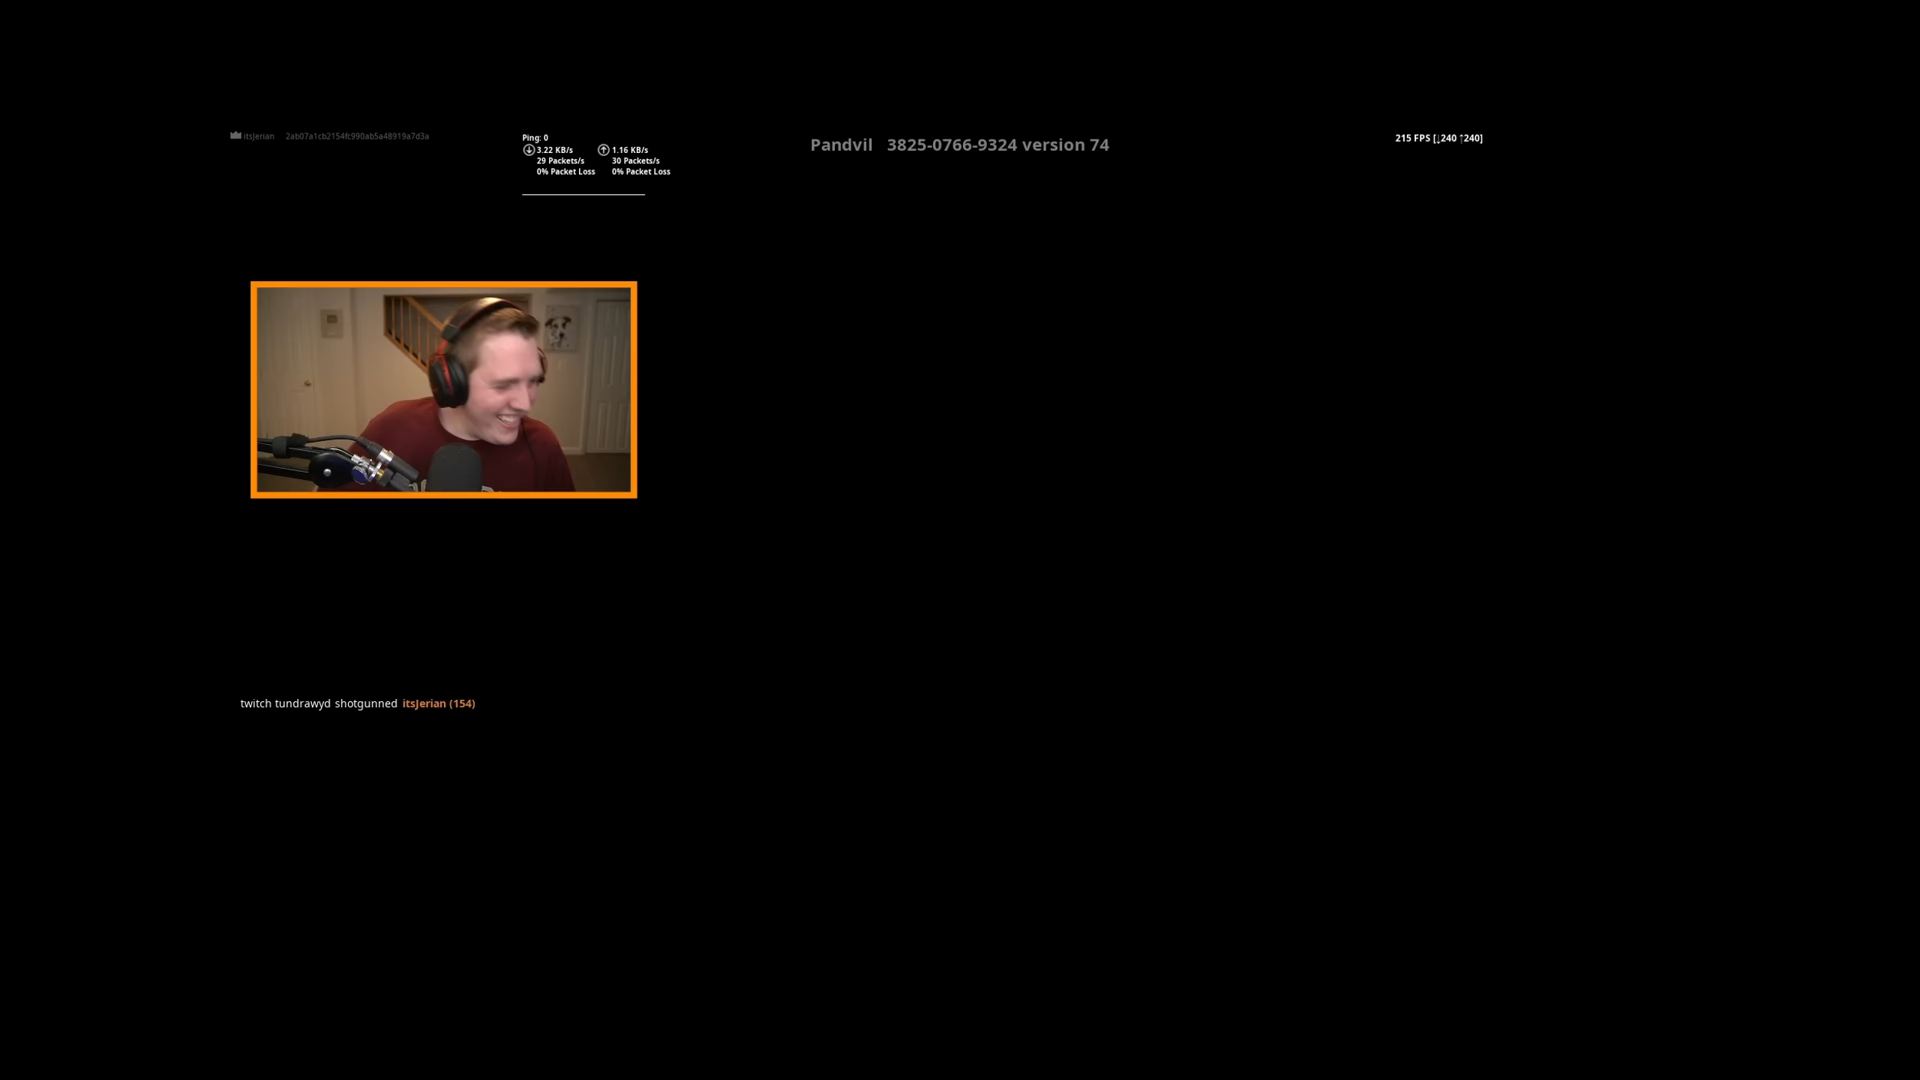 itsJerian 2ab07a1cb2154fc990ab5a48919a7d3a
Ping: 0
3.22 KB/s 1.16 KB/s
29 Packets/s 30 Packets/s
0% Packet Loss 0% Packet Loss
Pandvil 3825-0766-9324 version 74
215 FPS [↓240 ↑240]
twitch tundrawyd shotgunned itsJerian (154)